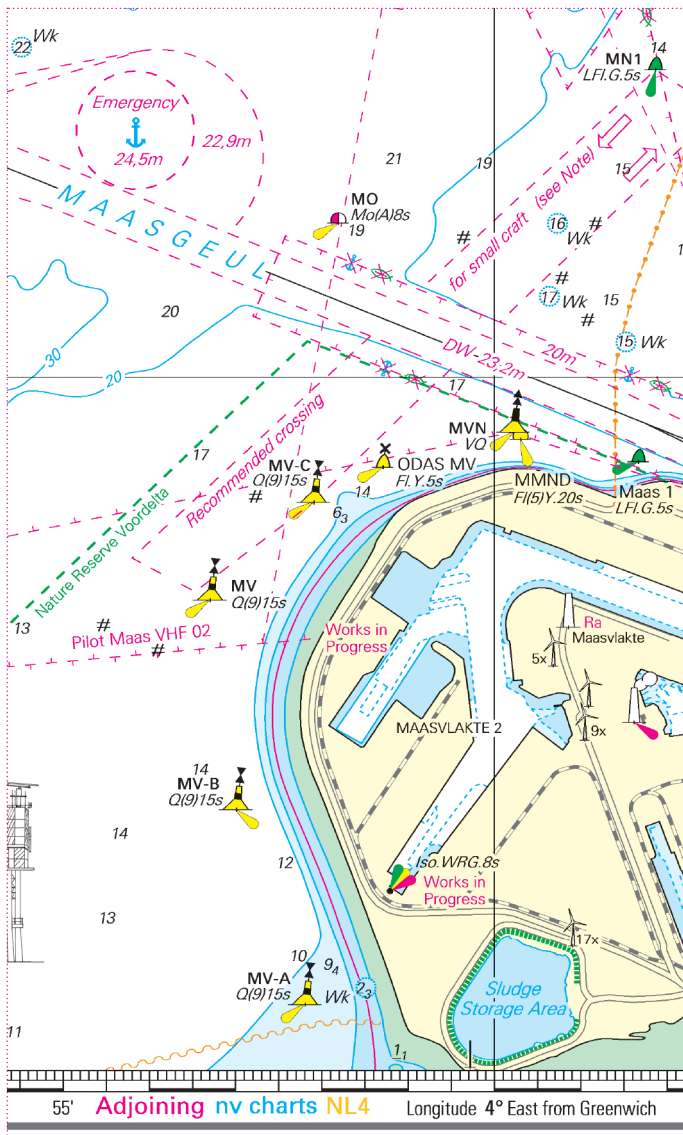 22 Wk
14
MN1
LFl.G.5s
Emergency
24,5m
22,9m
21
19
15
MO
Mo(A)8s
19
for small craft (see Note)
16
Wk
#
#
MAASGEUL
#
17 Wk
15
#
15 Wk
20
30
20
DW-23.2m
20m
17
17
MVN
VQ
MV-C
Q(9)15s
Recommended crossing
#
ODAS MV
Fl.Y.5s
14
6₃
MMND
Fl(5)Y.20s
Maas 1
LFl.G.5s
Nature Reserve Voordelta
MV
Q(9)15s
13
#
Pilot Maas VHF 02
#
Works in
Progress
Ra
Maasvlakte
5x
9x
MAASVLAKTE 2
14
MV-B
Q(9)15s
14
12
13
Iso.WRG.8s
Works in
Progress
17x
10
9₄
MV-A
Q(9)15s
Wk
2₃
Sludge
Storage Area
11
1₁
55' Adjoining nv charts NL4 Longitude 4° East from Greenwich